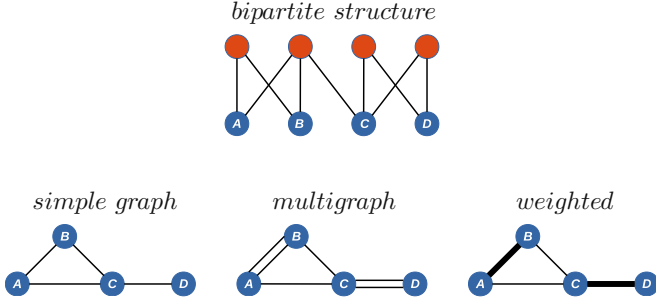 bipartite structure
A B C D
simple graph multigraph weighted
B B B
A C D A C D A C D